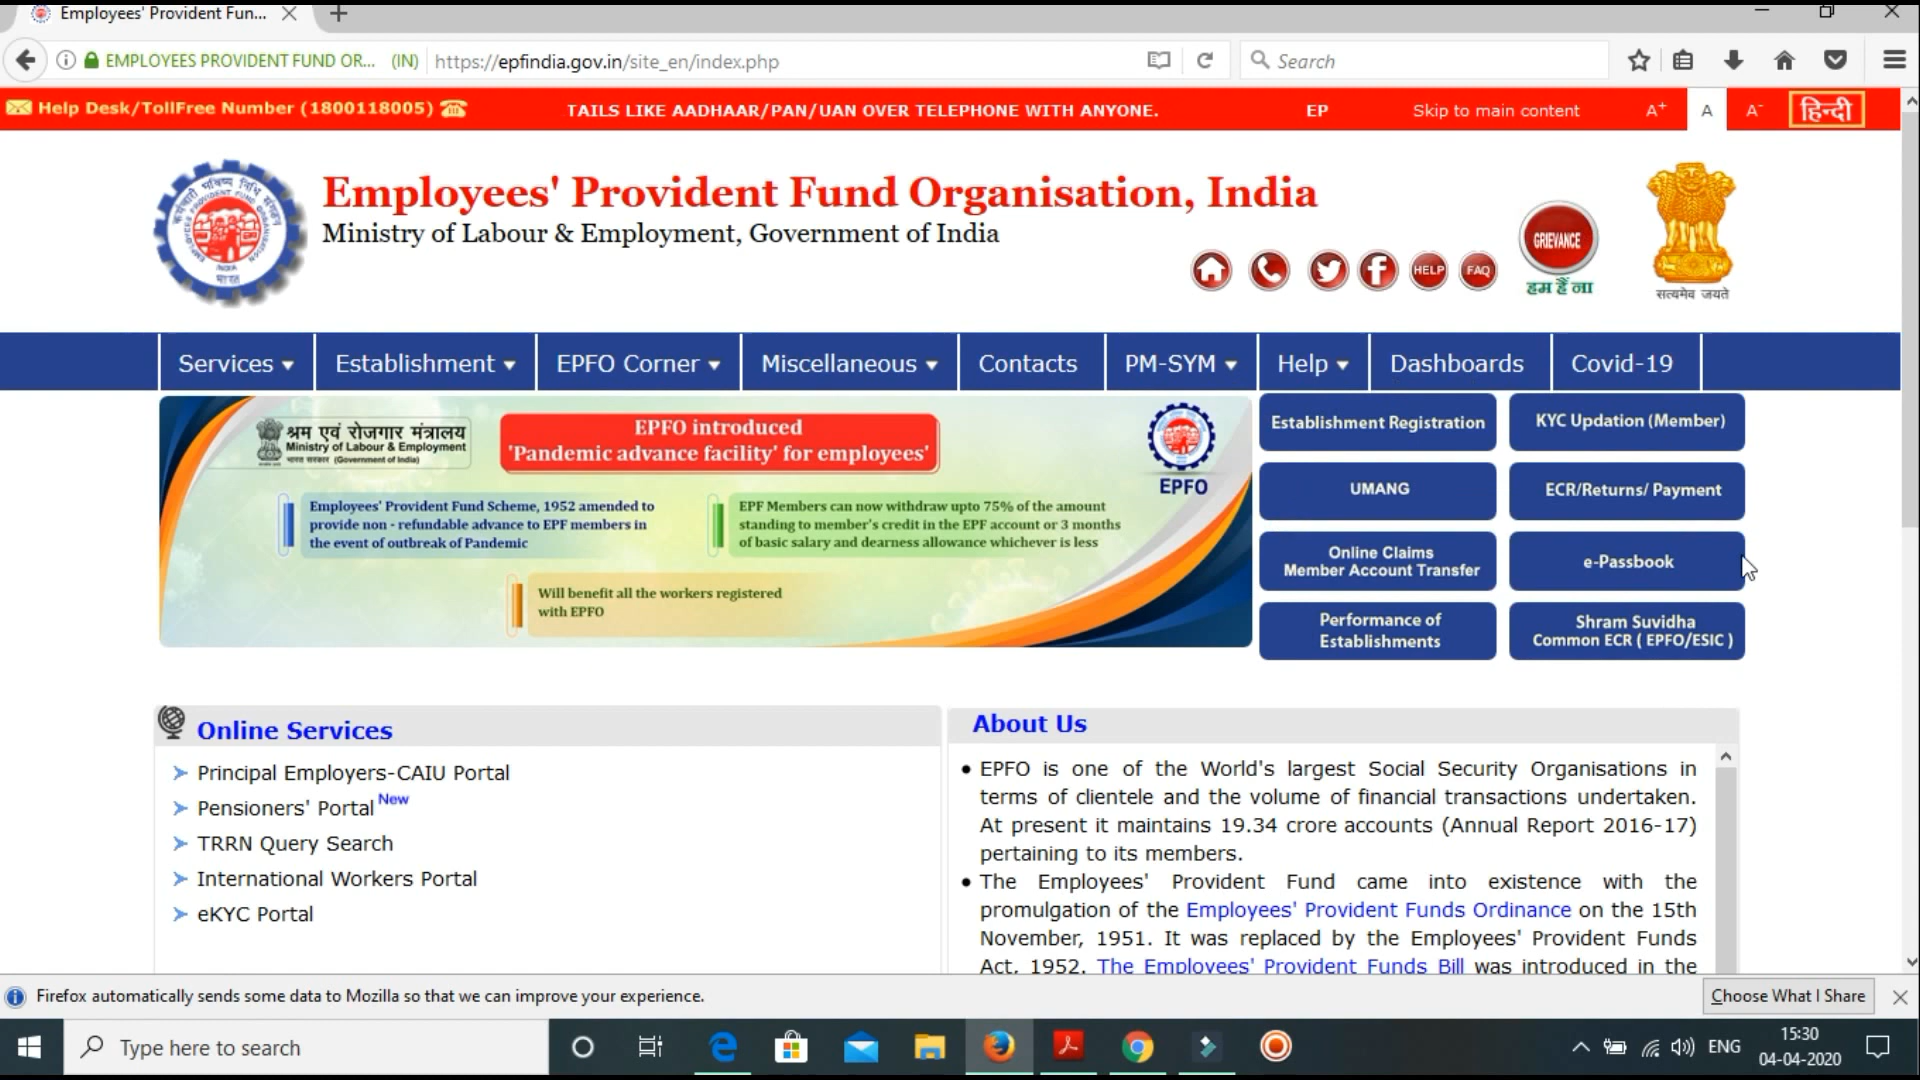 Employees' Provident Fun...
EMPLOYEES PROVIDENT FUND OR... (IN)
https://epfindia.gov.in/site_en/index.php
Search
Help Desk/TollFree Number (1800118005)
TAILS LIKE AADHAAR/PAN/UAN OVER TELEPHONE WITH ANYONE.
EP
Skip to main content
A+
A
A-
हिन्दी
Employees' Provident Fund Organisation, India
Ministry of Labour & Employment, Government of India
HELP
FAQ
GRIEVANCE
हम हैं ना
सत्यमेव जयते
Services
Establishment
EPFO Corner
Miscellaneous
Contacts
PM-SYM
Help
Dashboards
Covid-19
श्रम एवं रोजगार मंत्रालय
Ministry of Labour & Employment
भारत सरकार (Government of India)
EPFO introduced
'Pandemic advance facility' for employees'
EPFO
Employees' Provident Fund Scheme, 1952 amended to
provide non - refundable advance to EPF members in
the event of outbreak of Pandemic
EPF Members can now withdraw upto 75% of the amount
standing to member's credit in the EPF account or 3 months
of basic salary and dearness allowance whichever is less
Will benefit all the workers registered
with EPFO
Establishment Registration
KYC Updation (Member)
UMANG
ECR/Returns/ Payment
Online Claims
Member Account Transfer
e-Passbook
Performance of
Establishments
Shram Suvidha
Common ECR ( EPFO/ESIC )
Online Services
Principal Employers-CAIU Portal
Pensioners' Portal New
TRRN Query Search
International Workers Portal
eKYC Portal
About Us
EPFO is one of the World's largest Social Security Organisations in
terms of clientele and the volume of financial transactions undertaken.
At present it maintains 19.34 crore accounts (Annual Report 2016-17)
pertaining to its members.
The Employees' Provident Fund came into existence with the
promulgation of the Employees' Provident Funds Ordinance on the 15th
November, 1951. It was replaced by the Employees' Provident Funds
Act, 1952. The Employees' Provident Funds Bill was introduced in the
Firefox automatically sends some data to Mozilla so that we can improve your experience.
Choose What I Share
Type here to search
ENG
15:30
04-04-2020